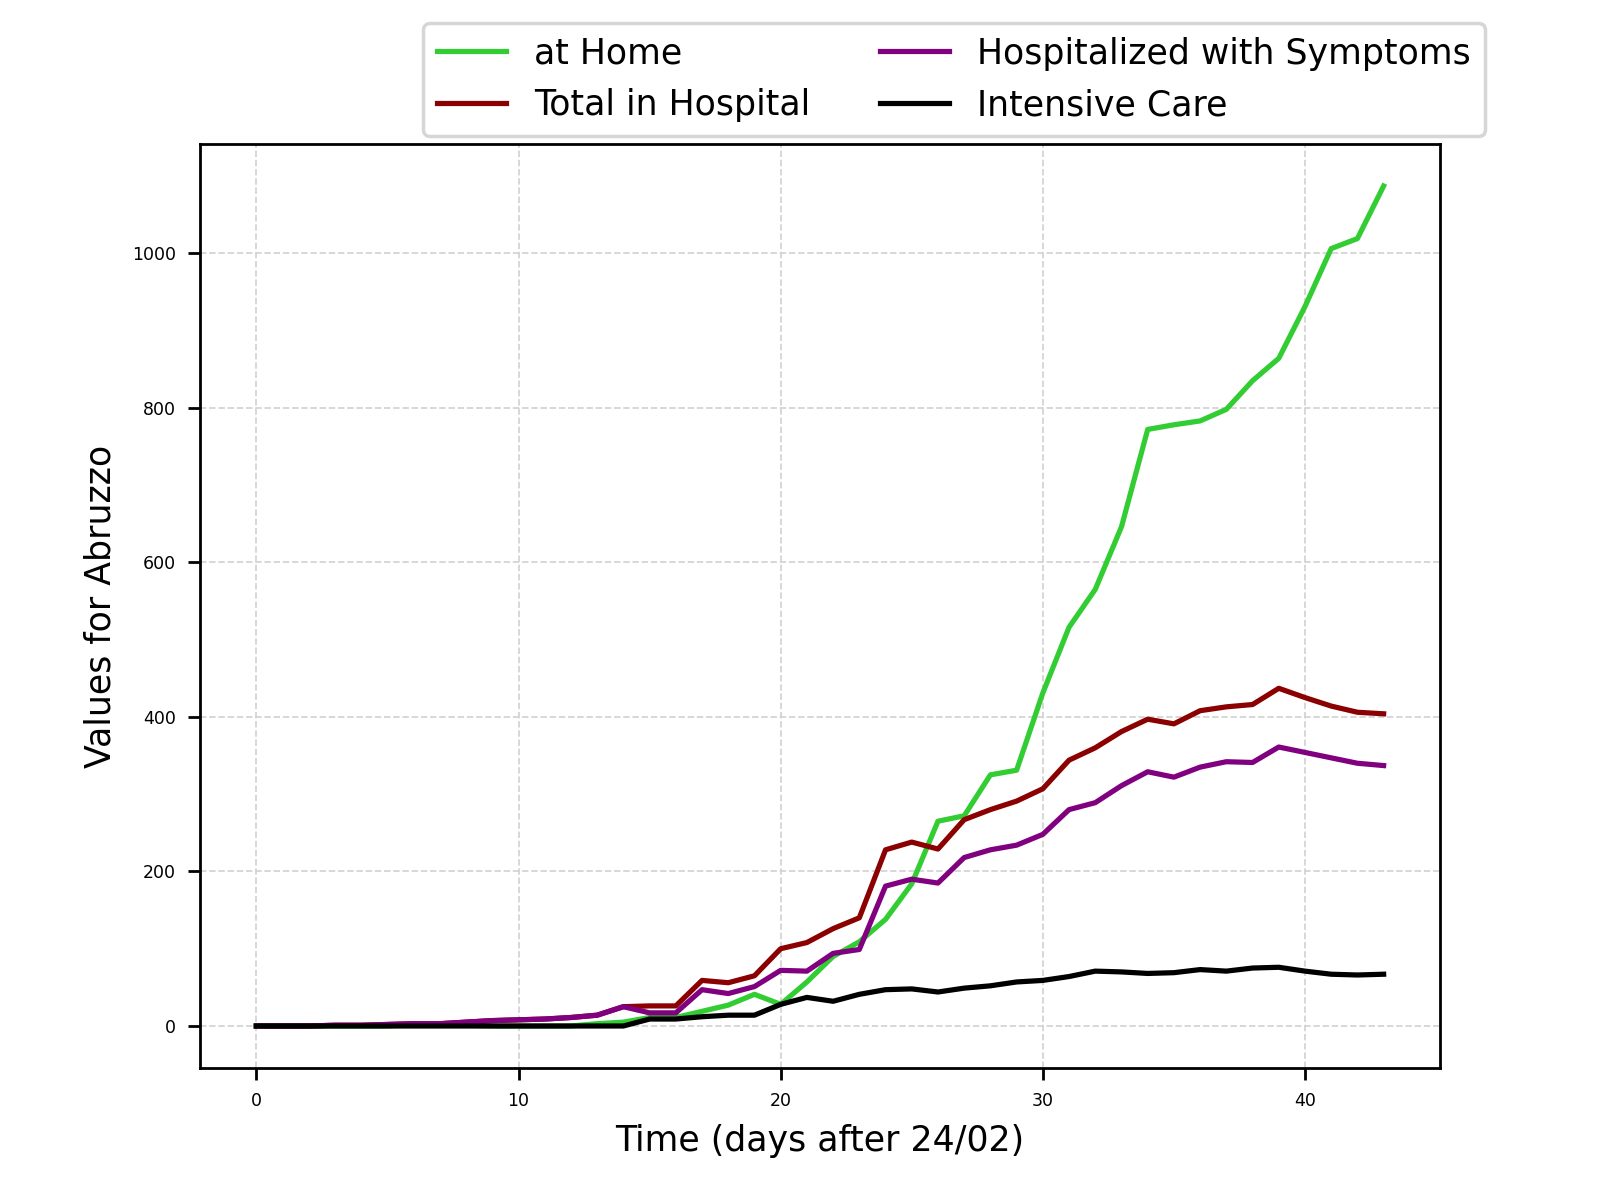 at Home
Total in Hospital
Hospitalized with Symptoms
Intensive Care
Values for Abruzzo
1000
800
600
400
200
0
0 10 20 30 40
Time (days after 24/02)